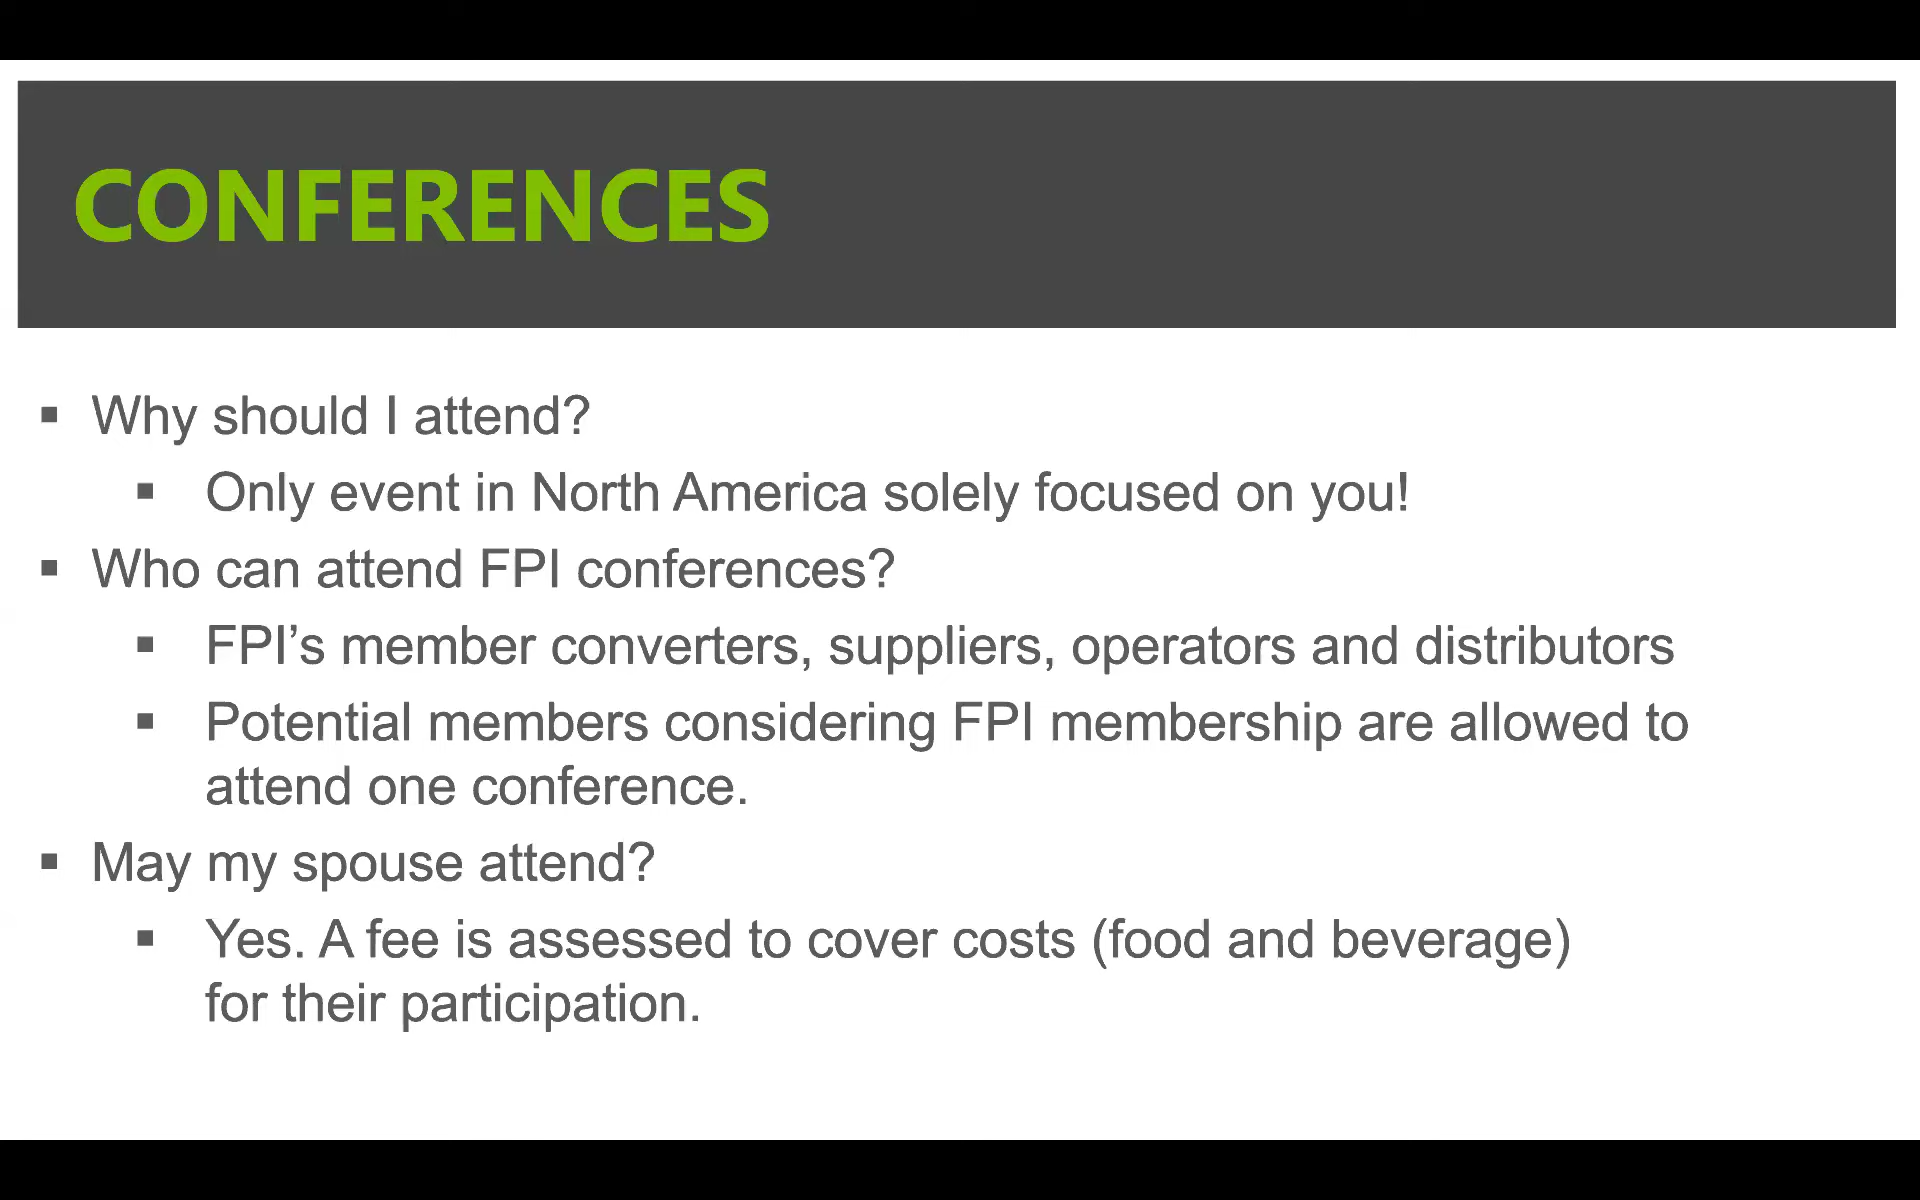 CONFERENCES
▪ Why should I attend?
▪ Only event in North America solely focused on you!
▪ Who can attend FPI conferences?
▪ FPI’s member converters, suppliers, operators and distributors
▪ Potential members considering FPI membership are allowed to
attend one conference.
▪ May my spouse attend?
▪ Yes. A fee is assessed to cover costs (food and beverage)
for their participation.